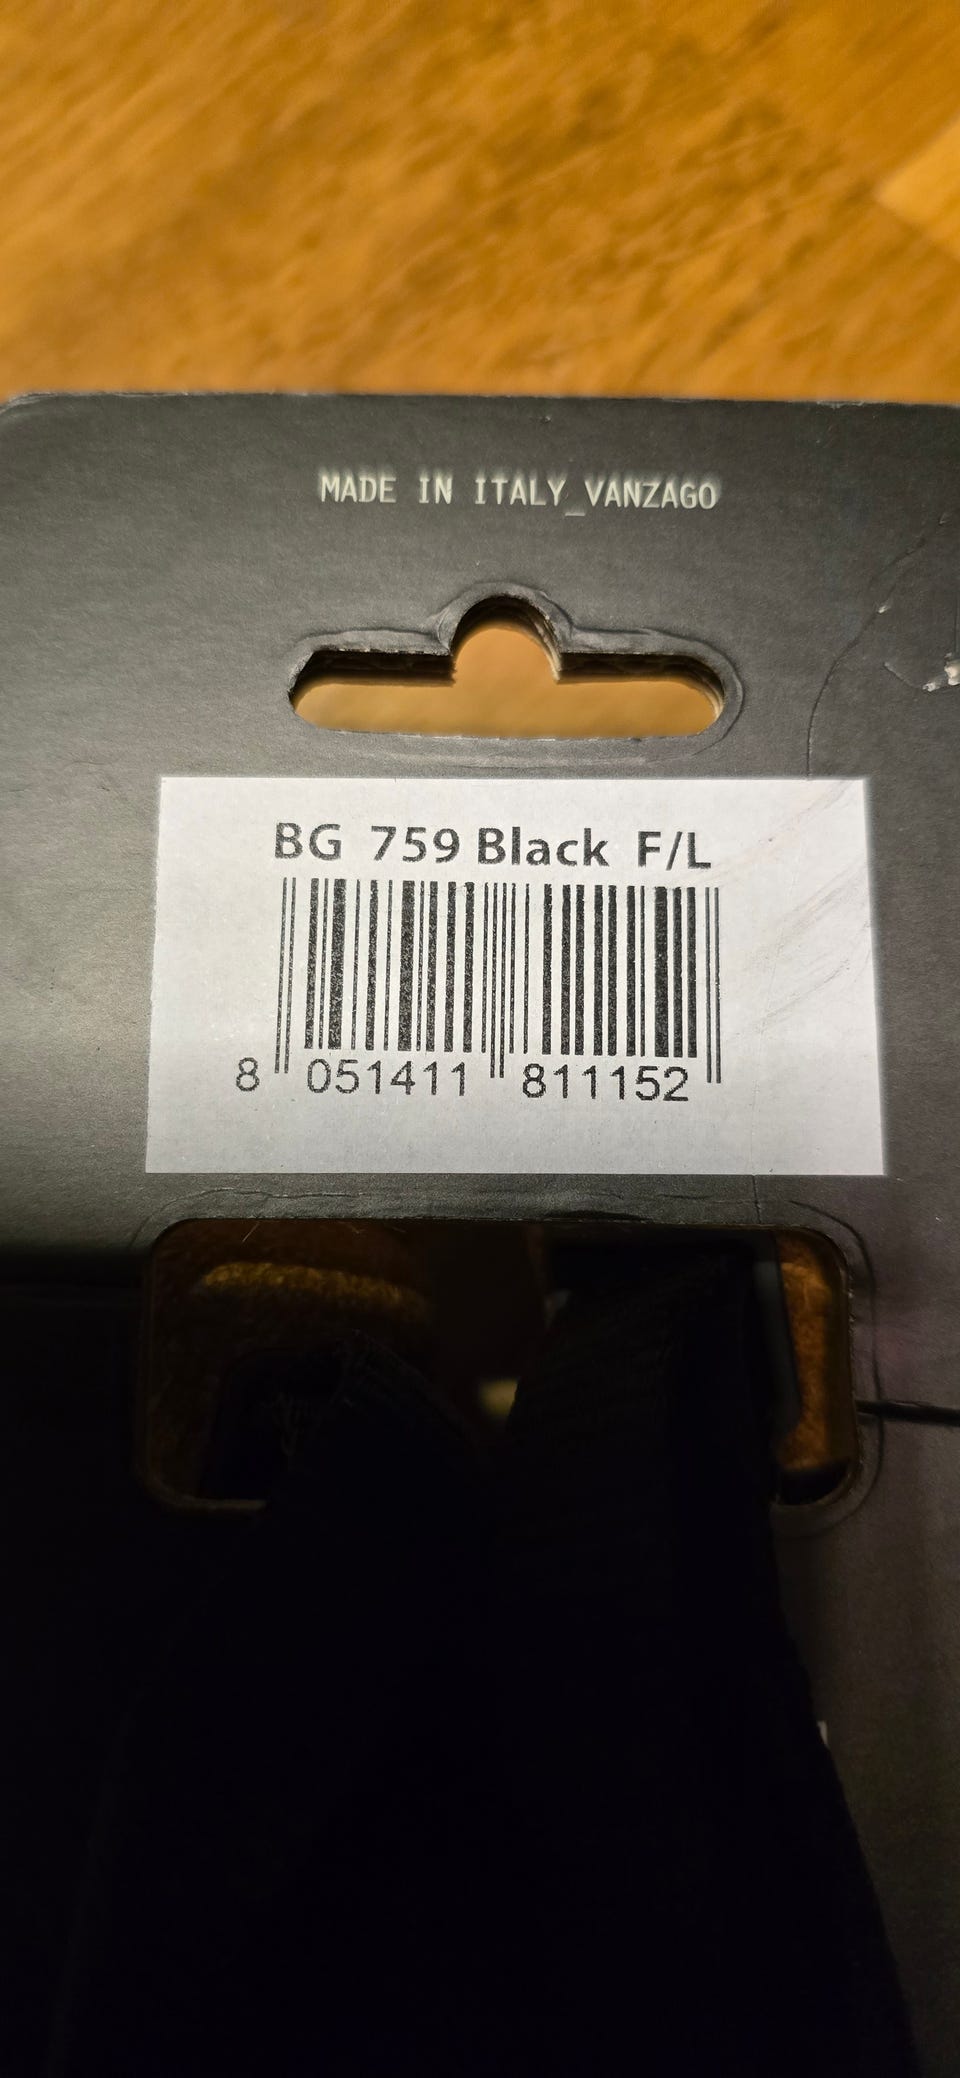 MADE IN ITALY_VANZAGO
BG 759 Black F/L
8 051411 811152